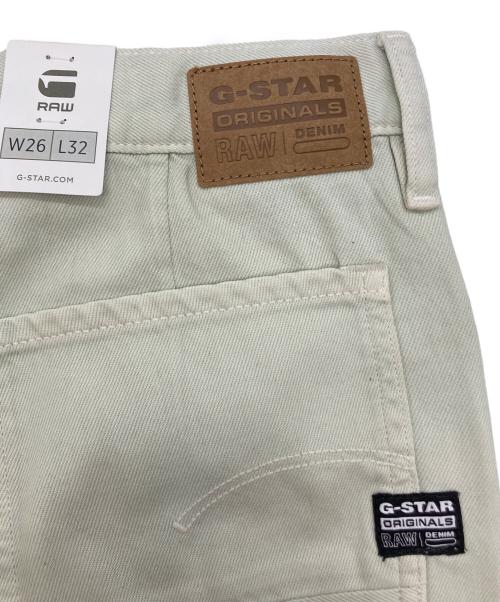 G
RAW
W26 L32
G-STAR.COM
G-STAR
ORIGINALS
RAW DENIM
G-STAR
ORIGINALS
RAW DENIM